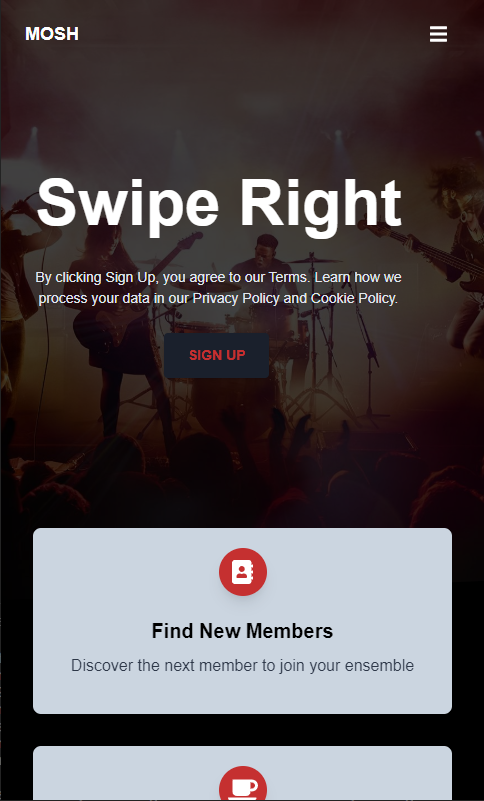 MOSH
Swipe Right
By clicking Sign Up, you agree to our Terms. Learn how we
process your data in our Privacy Policy and Cookie Policy.
SIGN UP
Find New Members
Discover the next member to join your ensemble